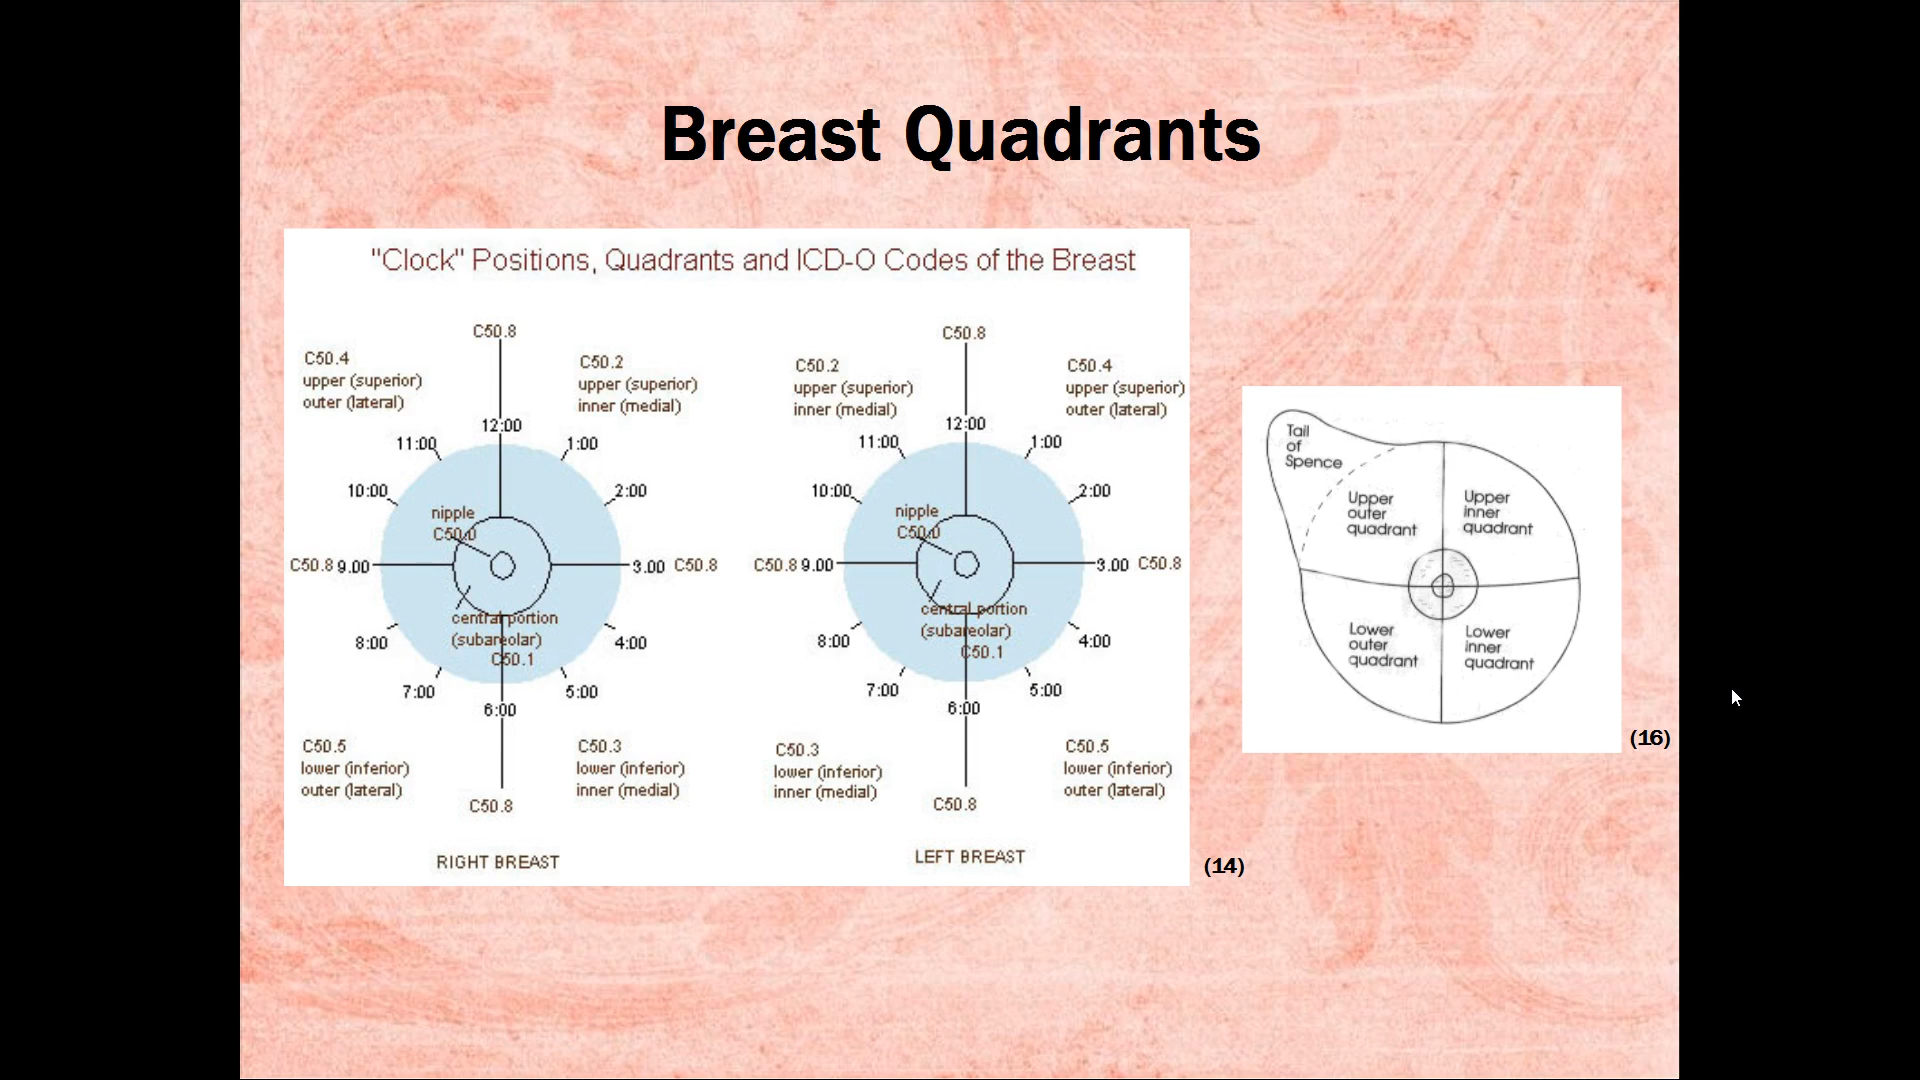 Breast Quadrants
"Clock" Positions, Quadrants and ICD-O Codes of the Breast
C50.8
C50.4
upper (superior)
outer (lateral)
C50.2
upper (superior)
inner (medial)
12:00
11:00
1:00
10:00
2:00
nipple
C50.0
C50.8 9.00
3.00 C50.8
central portion
(subareolar)
C50.1
8:00
4:00
7:00
5:00
6:00
C50.5
lower (inferior)
outer (lateral)
C50.3
lower (inferior)
inner (medial)
C50.8
RIGHT BREAST
C50.8
C50.2
upper (superior)
inner (medial)
C50.4
upper (superior)
outer (lateral)
12:00
11:00
1:00
10:00
2:00
nipple
C50.0
C50.8 9.00
3.00 C50.8
central portion
(subareolar)
C50.1
8:00
4:00
7:00
5:00
6:00
C50.3
lower (inferior)
inner (medial)
C50.5
lower (inferior)
outer (lateral)
C50.8
LEFT BREAST
(14)
Tail
of
Spence
Upper
outer
quadrant
Upper
inner
quadrant
Lower
outer
quadrant
Lower
inner
quadrant
(16)